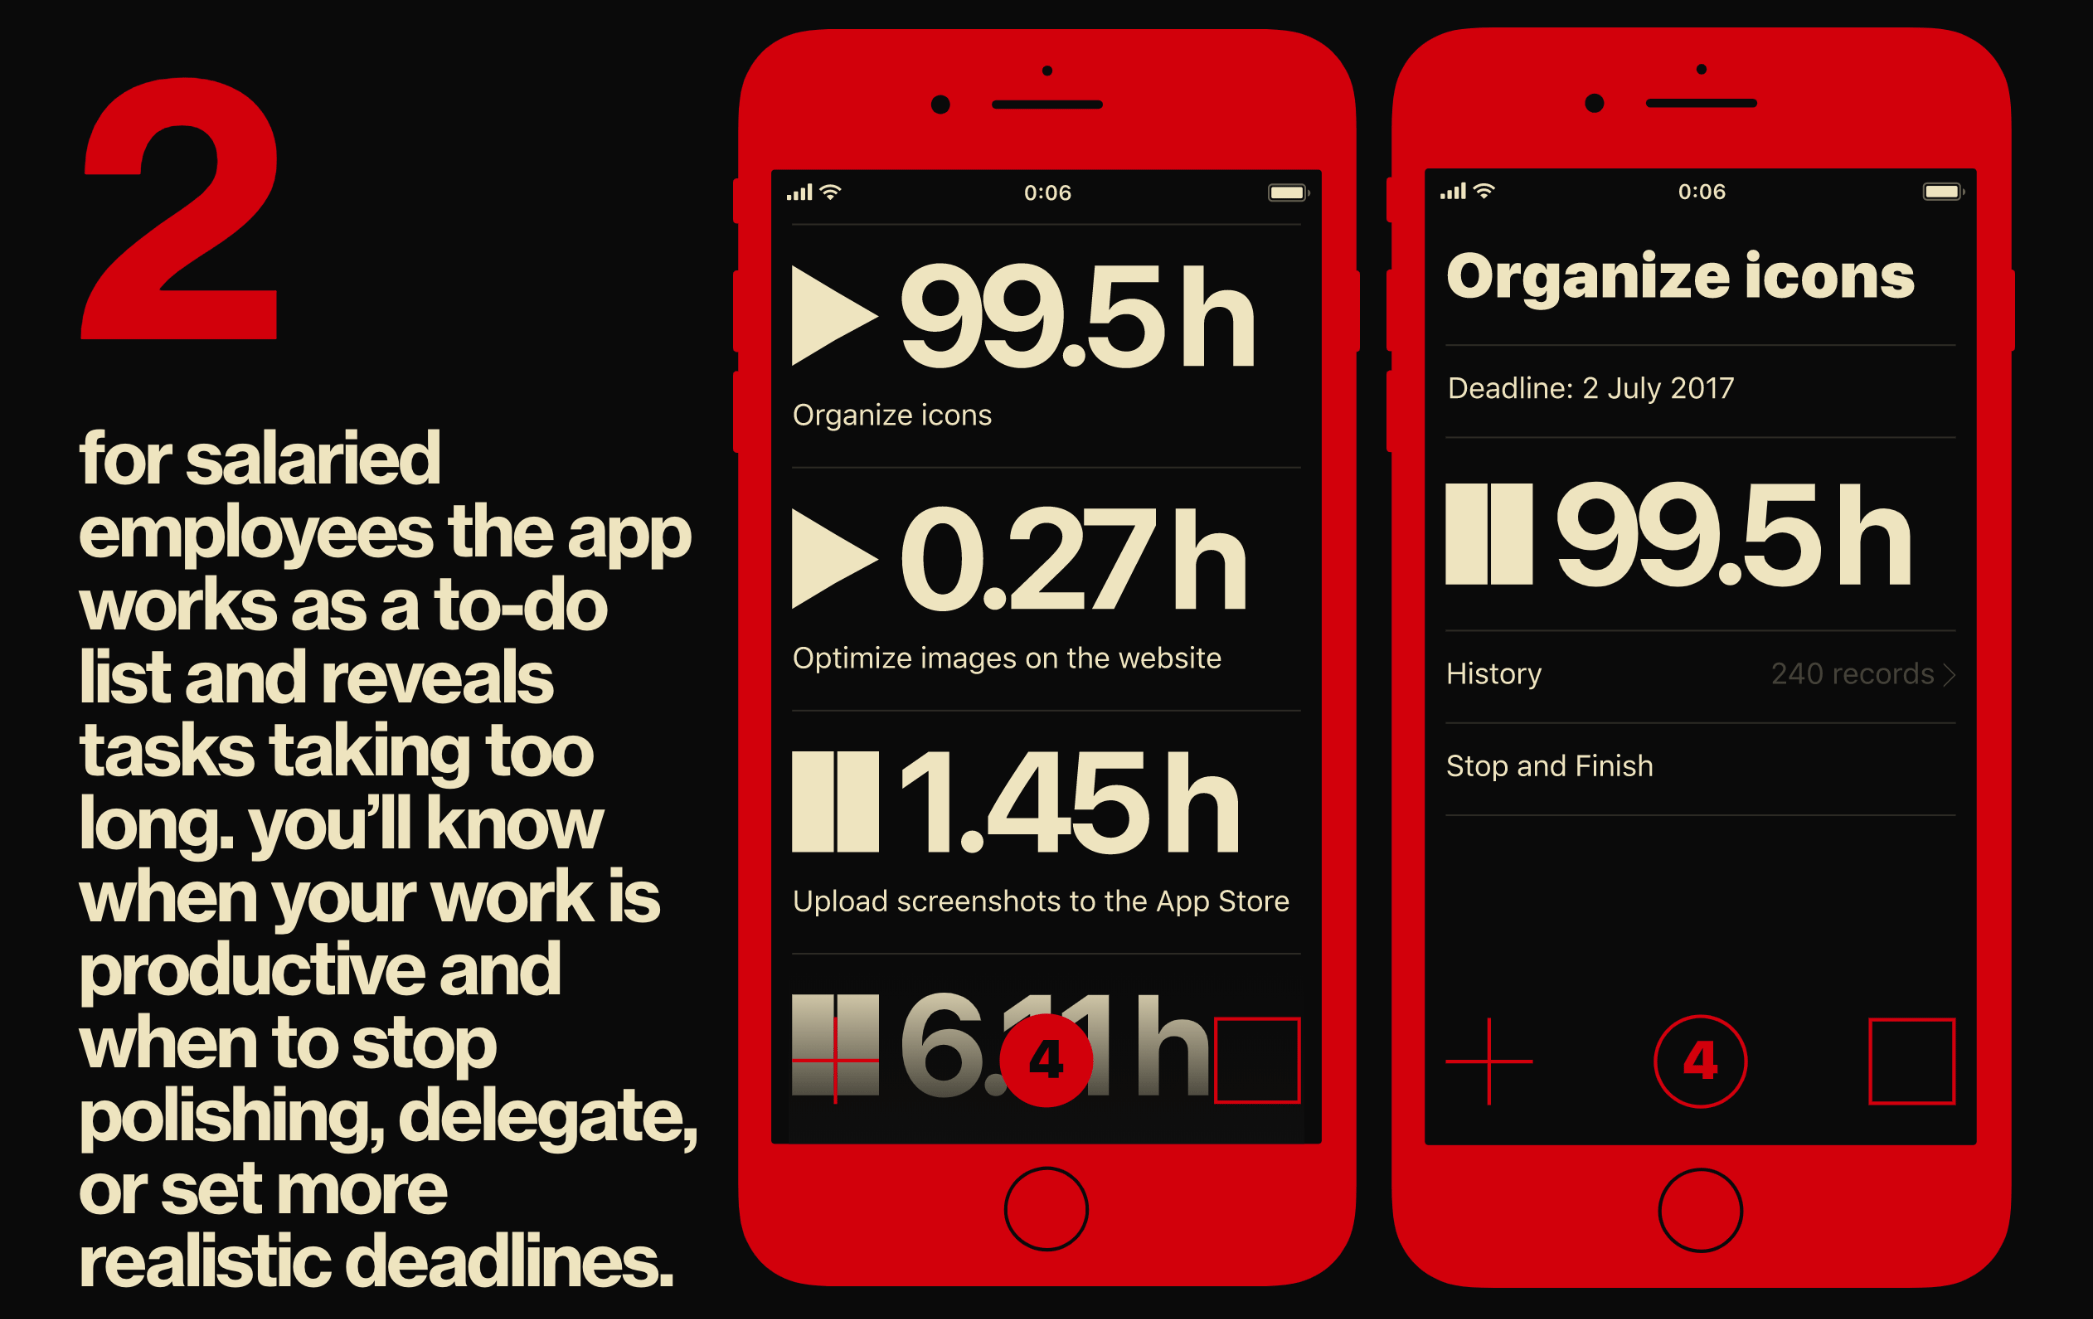 2
for salaried
employees the app
works as a to-do
list and reveals
tasks taking too
long. you’ll know
when your work is
productive and
when to stop
polishing, delegate,
or set more
realistic deadlines.
0:06
99.5 h
Organize icons
0.27 h
Optimize images on the website
1.45 h
Upload screenshots to the App Store
6.11 h
4
0:06
Organize icons
Deadline: 2 July 2017
99.5 h
History 240 records
Stop and Finish
4